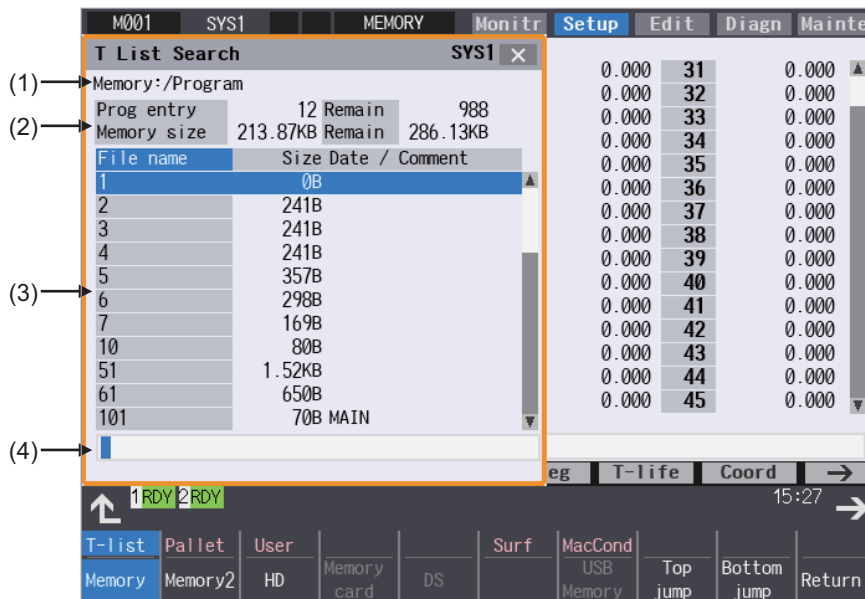 M001 SYS1 MEMORY Monitr Setup Edit Diagn Mainte
T List Search SYS1 ×
(1) Memory:/Program
(2) Prog entry 12 Remain 988
Memory size 213.87KB Remain 286.13KB
File name Size Date / Comment
1 0B
2 241B
3 241B
4 241B
(3) 5 357B
6 298B
7 169B
10 80B
51 1.52KB
61 650B
101 70B MAIN
(4)
0.000 31 0.000
0.000 32 0.000
0.000 33 0.000
0.000 34 0.000
0.000 35 0.000
0.000 36 0.000
0.000 37 0.000
0.000 38 0.000
0.000 39 0.000
0.000 40 0.000
0.000 41 0.000
0.000 42 0.000
0.000 43 0.000
0.000 44 0.000
0.000 45 0.000
eg T-life Coord →
1 RDY 2 RDY 15:27
T-list Pallet User Surf MacCond
Memory Memory2 HD Memory card DS USB Memory Top jump Bottom jump Return